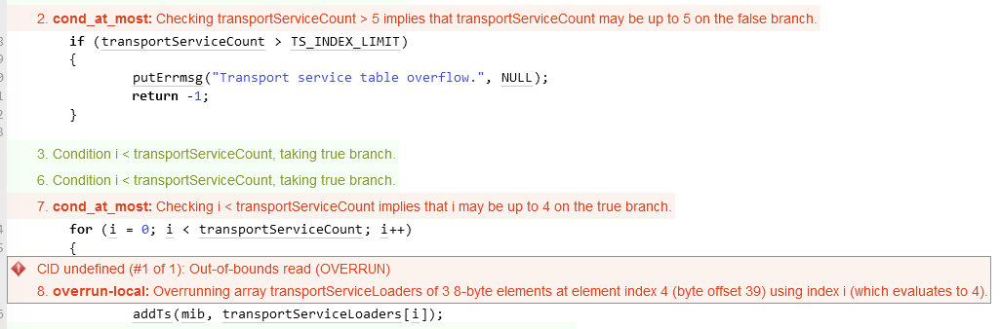 2. cond_at_most: Checking transportServiceCount > 5 implies that transportServiceCount may be up to 5 on the false branch.
if (transportServiceCount > TS_INDEX_LIMIT)
{
putErrmsg("Transport service table overflow.", NULL);
return -1;
}
3. Condition i < transportServiceCount, taking true branch.
6. Condition i < transportServiceCount, taking true branch.
7. cond_at_most: Checking i < transportServiceCount implies that i may be up to 4 on the true branch.
for (i = 0; i < transportServiceCount; i++)
{
CID undefined (#1 of 1): Out-of-bounds read (OVERRUN)
8. overrun-local: Overrunning array transportServiceLoaders of 3 8-byte elements at element index 4 (byte offset 39) using index i (which evaluates to 4).
addTs(mib, transportServiceLoaders[i]);